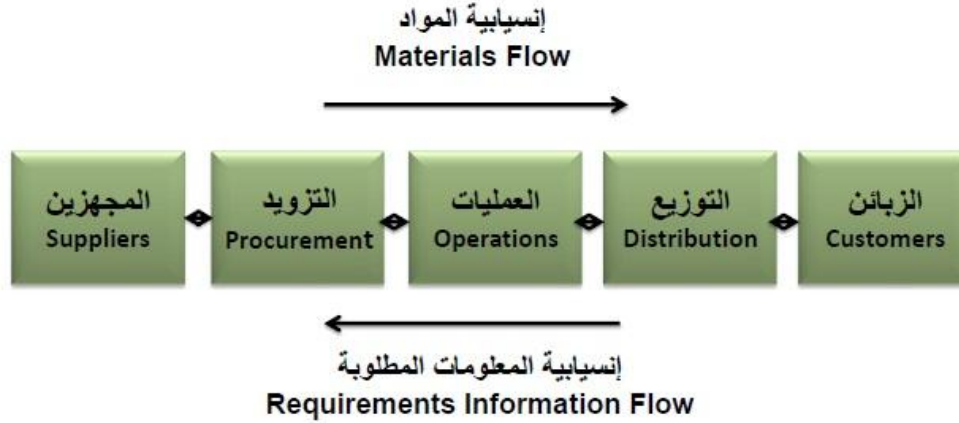 إنسيابية المواد
Materials Flow
المجهزين
Suppliers
التزويد
Procurement
العمليات
Operations
التوزيع
Distribution
الزبائن
Customers
إنسيابية المعلومات المطلوبة
Requirements Information Flow